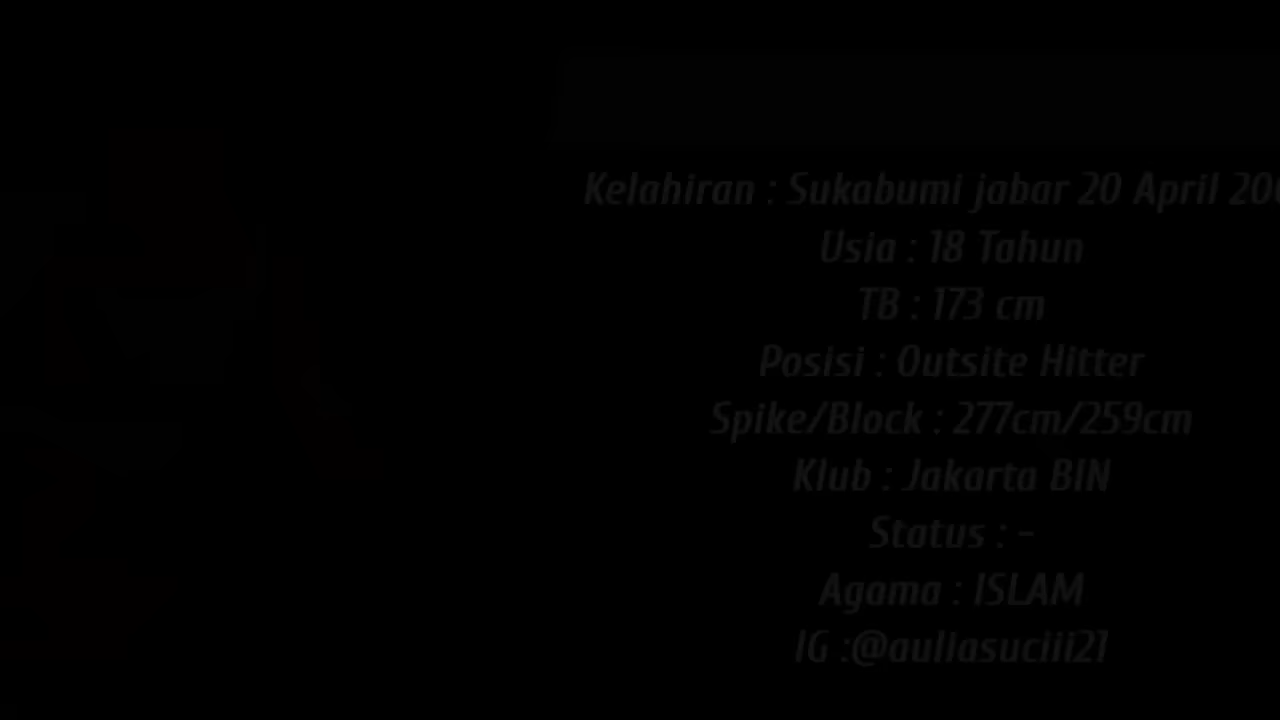 Kelahiran : Sukabumi jabar 20 April 20
Usia : 18 Tahun
TB : 173 cm
Posisi : Outsite Hitter
Spike/Block : 277cm/259cm
Klub : Jakarta BIN
Status : -
Agama : ISLAM
IG :@auliasuciii21